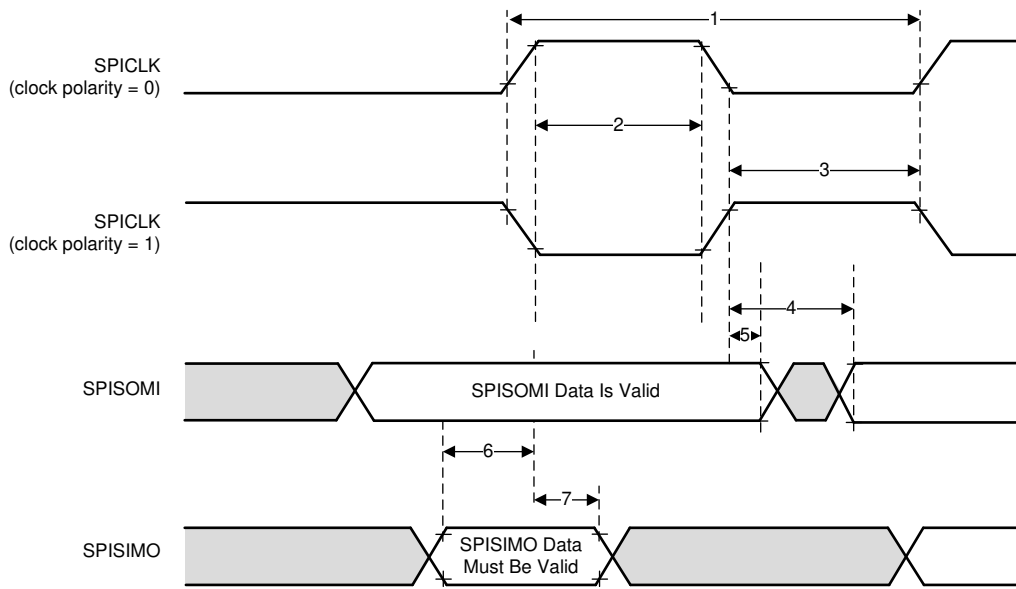 1
SPICLK
(clock polarity = 0)
2
3
SPICLK
(clock polarity = 1)
4
5
SPISOMI
SPISOMI Data Is Valid
6
7
SPISIMO
SPISIMO Data
Must Be Valid